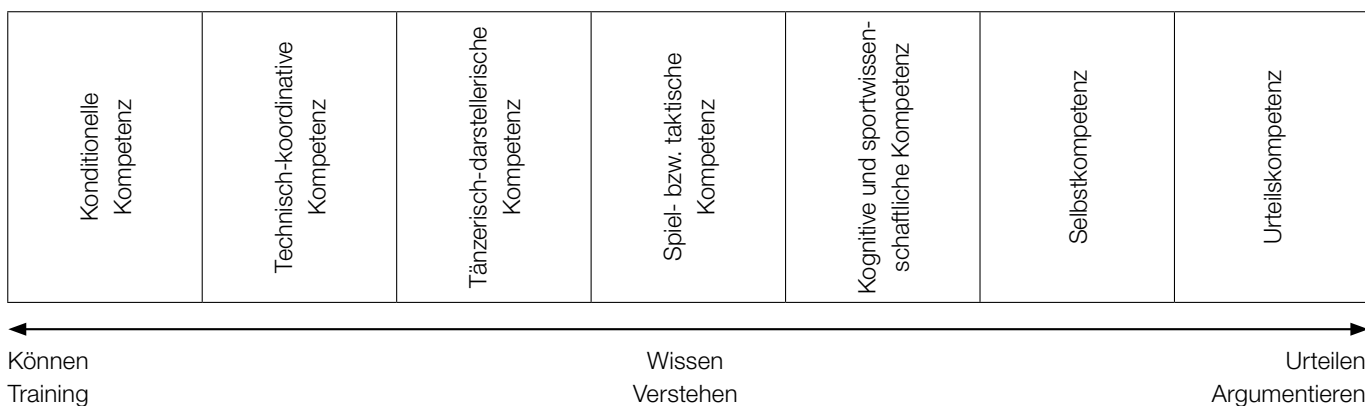 Konditionelle
Kompetenz
Technisch-koordinative
Kompetenz
Tänzerisch-darstellerische
Kompetenz
Spiel- bzw. taktische
Kompetenz
Kognitive und sportwissen-
schaftliche Kompetenz
Selbstkompetenz
Urteilskompetenz
Können
Training
Wissen
Verstehen
Urteilen
Argumentieren